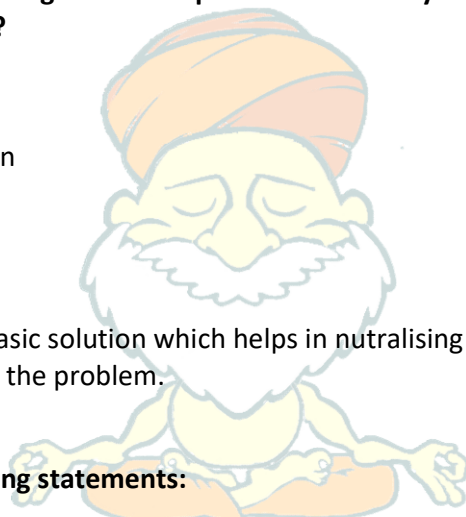 ?
n
asic solution which helps in nutralising
the problem.
ng statements: